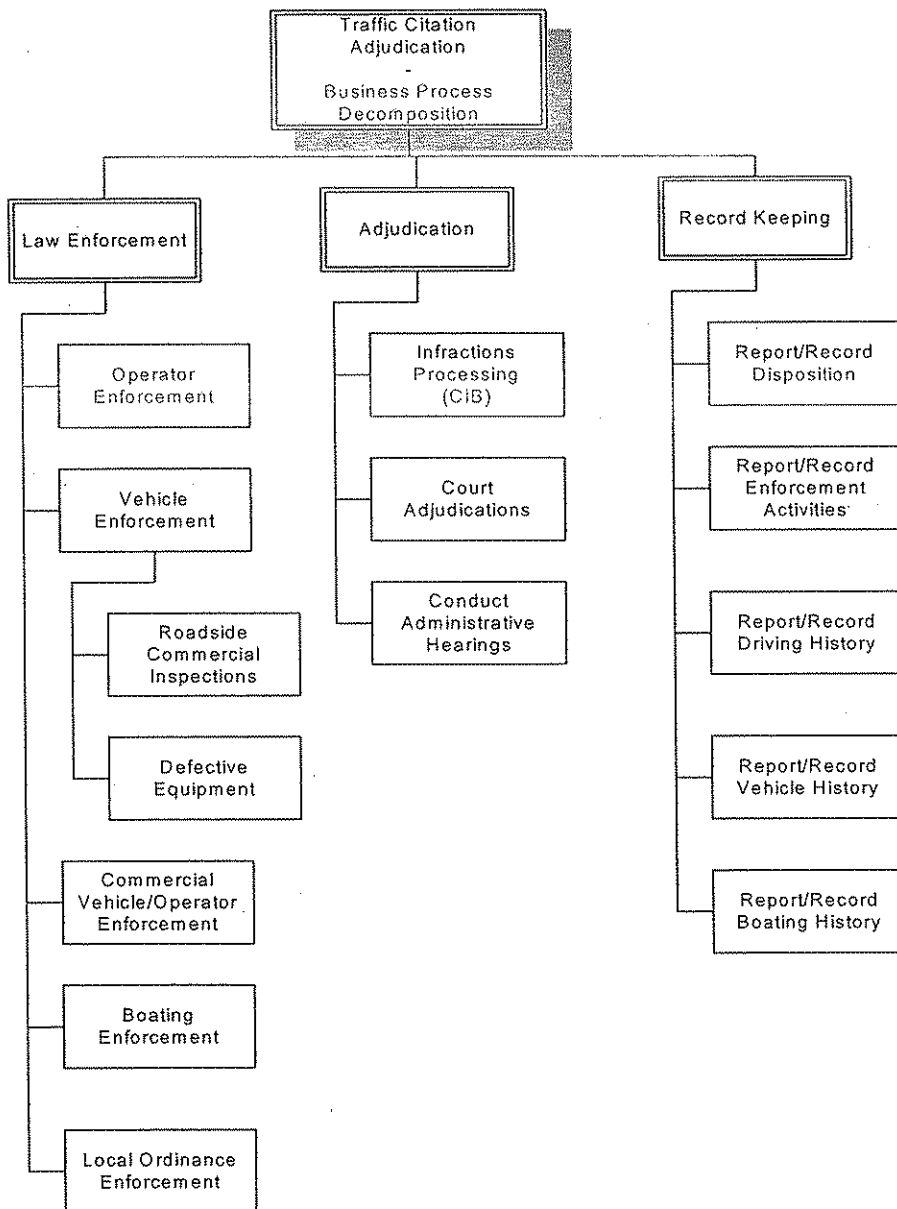 Traffic Citation
Adjudication
-
Business Process
Decomposition
Law Enforcement
Adjudication
Record Keeping
Operator
Enforcement
Vehicle
Enforcement
Roadside
Commercial
Inspections
Defective
Equipment
Commercial
Vehicle/Operator
Enforcement
Boating
Enforcement
Local Ordinance
Enforcement
Infractions
Processing
(CIB)
Court
Adjudications
Conduct
Administrative
Hearings
Report/Record
Disposition
Report/Record
Enforcement
Activities
Report/Record
Driving History
Report/Record
Vehicle History
Report/Record
Boating History